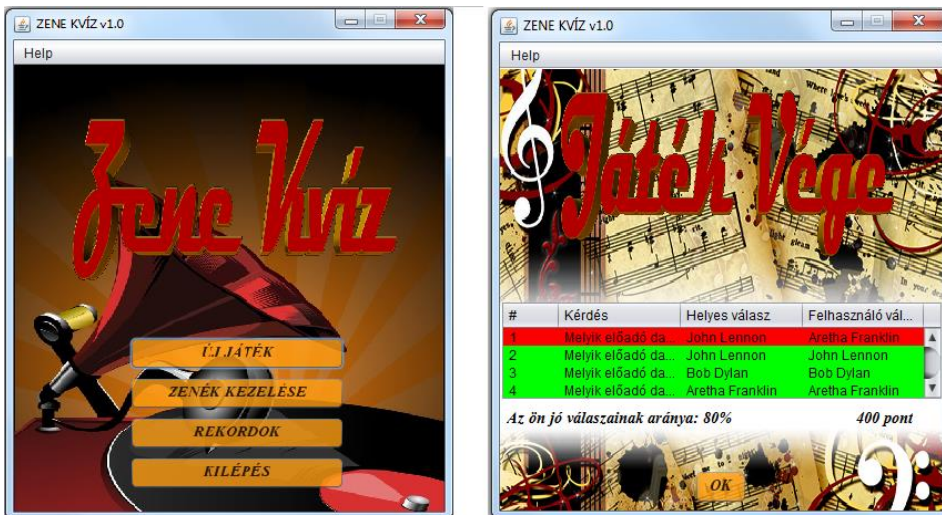 ZENE KVÍZ v1.0
Help
Zene Kvíz
ÚJ JÁTÉK
ZENÉK KEZELÉSE
REKORDOK
KILÉPÉS
ZENE KVÍZ v1.0
Help
Játék Vége
# Kérdés Helyes válasz Felhasználó vál...
1 Melyik előadó da... John Lennon Aretha Franklin
2 Melyik előadó da... John Lennon John Lennon
3 Melyik előadó da... Bob Dylan Bob Dylan
4 Melyik előadó da... Aretha Franklin Aretha Franklin
Az ön jó válaszainak aránya: 80% 400 pont
OK